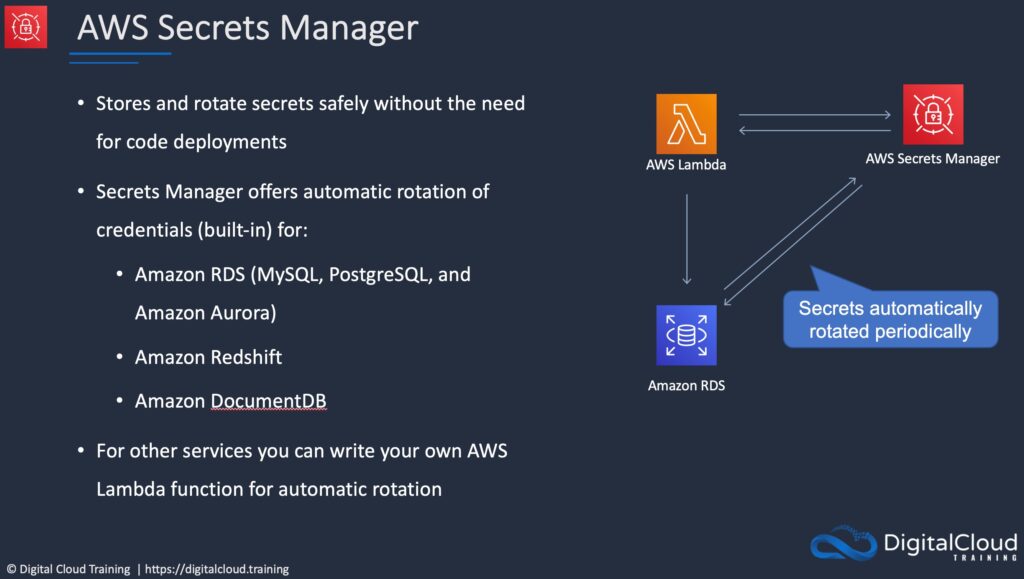 AWS Secrets Manager
• Stores and rotate secrets safely without the need
for code deployments
• Secrets Manager offers automatic rotation of
credentials (built-in) for:
• Amazon RDS (MySQL, PostgreSQL, and
Amazon Aurora)
• Amazon Redshift
• Amazon DocumentDB
• For other services you can write your own AWS
Lambda function for automatic rotation
AWS Lambda
AWS Secrets Manager
Secrets automatically
rotated periodically
Amazon RDS
DigitalCloud
TRAINING
© Digital Cloud Training | https://digitalcloud.training